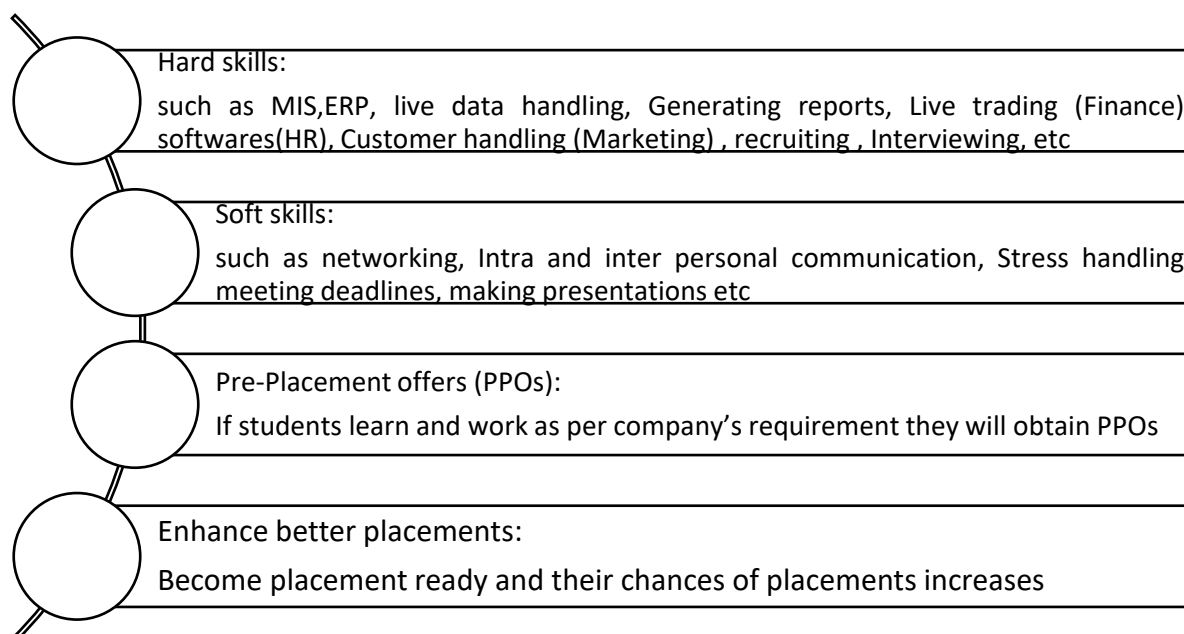 Hard skills:
such as MIS,ERP, live data handling, Generating reports, Live trading (Finance)
softwares(HR), Customer handling (Marketing) , recruiting , Interviewing, etc
Soft skills:
such as networking, Intra and inter personal communication, Stress handling
meeting deadlines, making presentations etc
Pre-Placement offers (PPOs):
If students learn and work as per company’s requirement they will obtain PPOs
Enhance better placements:
Become placement ready and their chances of placements increases